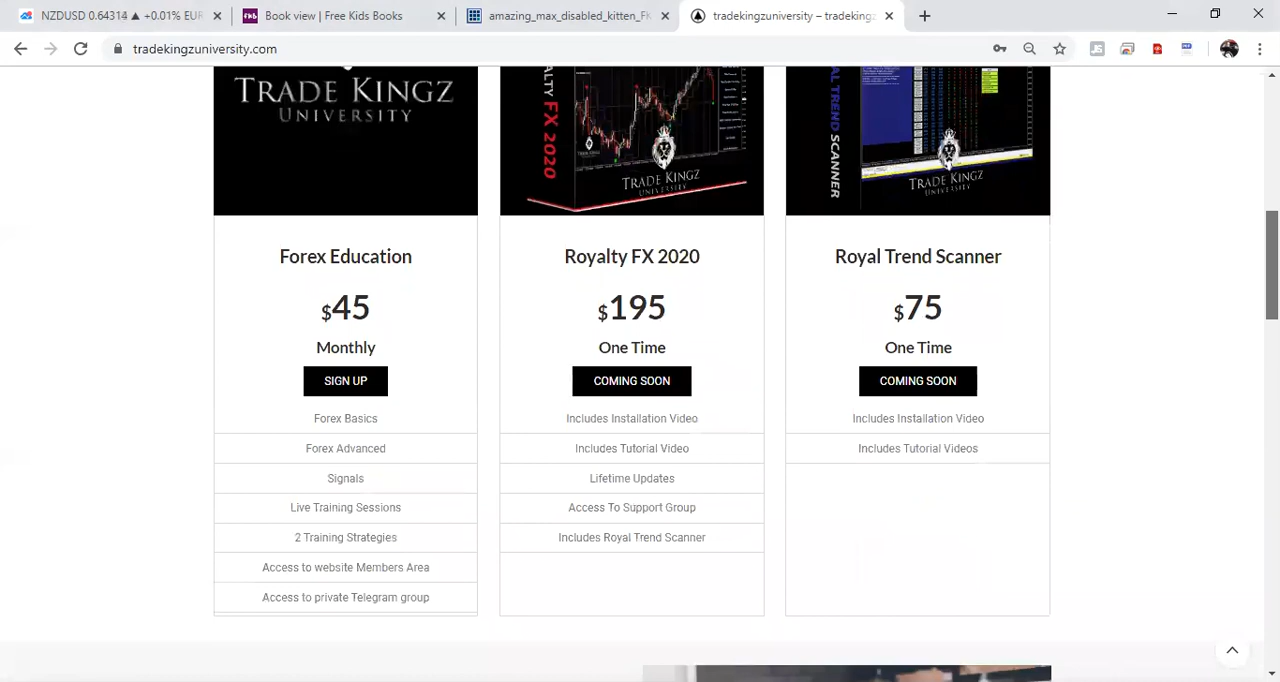 NZDUSD 0.64314 ▲ +0.01% EUR
Book view | Free Kids Books
amazing_max_disabled_kitten_FK
tradekingzuniversity – tradekingz
tradekingzuniversity.com
TRADE KINGZ
UNIVERSITY
ALTY FX 2020
TRADE KINGZ
UNIVERSITY
AL TREND SCANNER
TRADE KINGZ
UNIVERSITY
Forex Education
Royalty FX 2020
Royal Trend Scanner
$45
$195
$75
Monthly
One Time
One Time
SIGN UP
COMING SOON
COMING SOON
Forex Basics
Includes Installation Video
Includes Installation Video
Forex Advanced
Includes Tutorial Video
Includes Tutorial Videos
Signals
Lifetime Updates
Live Training Sessions
Access To Support Group
2 Training Strategies
Includes Royal Trend Scanner
Access to website Members Area
Access to private Telegram group